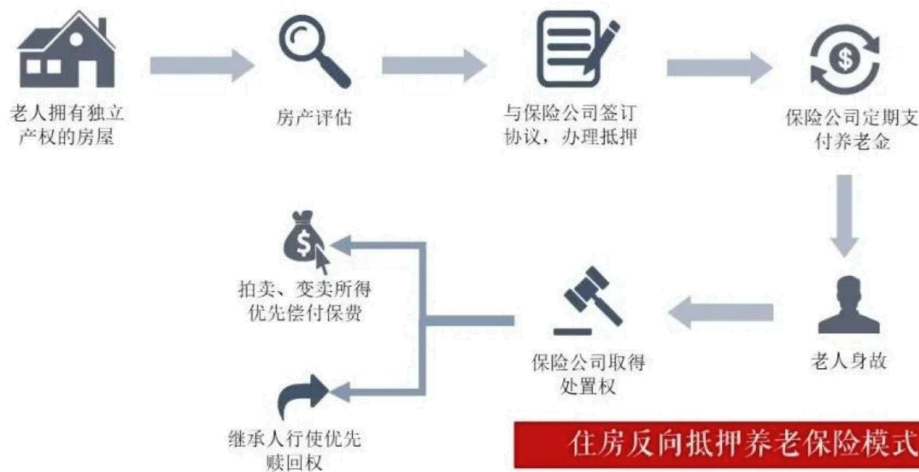 老人拥有独立
产权的房屋
房产评估
与保险公司签订
协议，办理抵押
保险公司定期支
付养老金
老人身故
保险公司取得
处置权
拍卖、变卖所得
优先偿付保费
继承人行使优先
赎回权
住房反向抵押养老保险模式